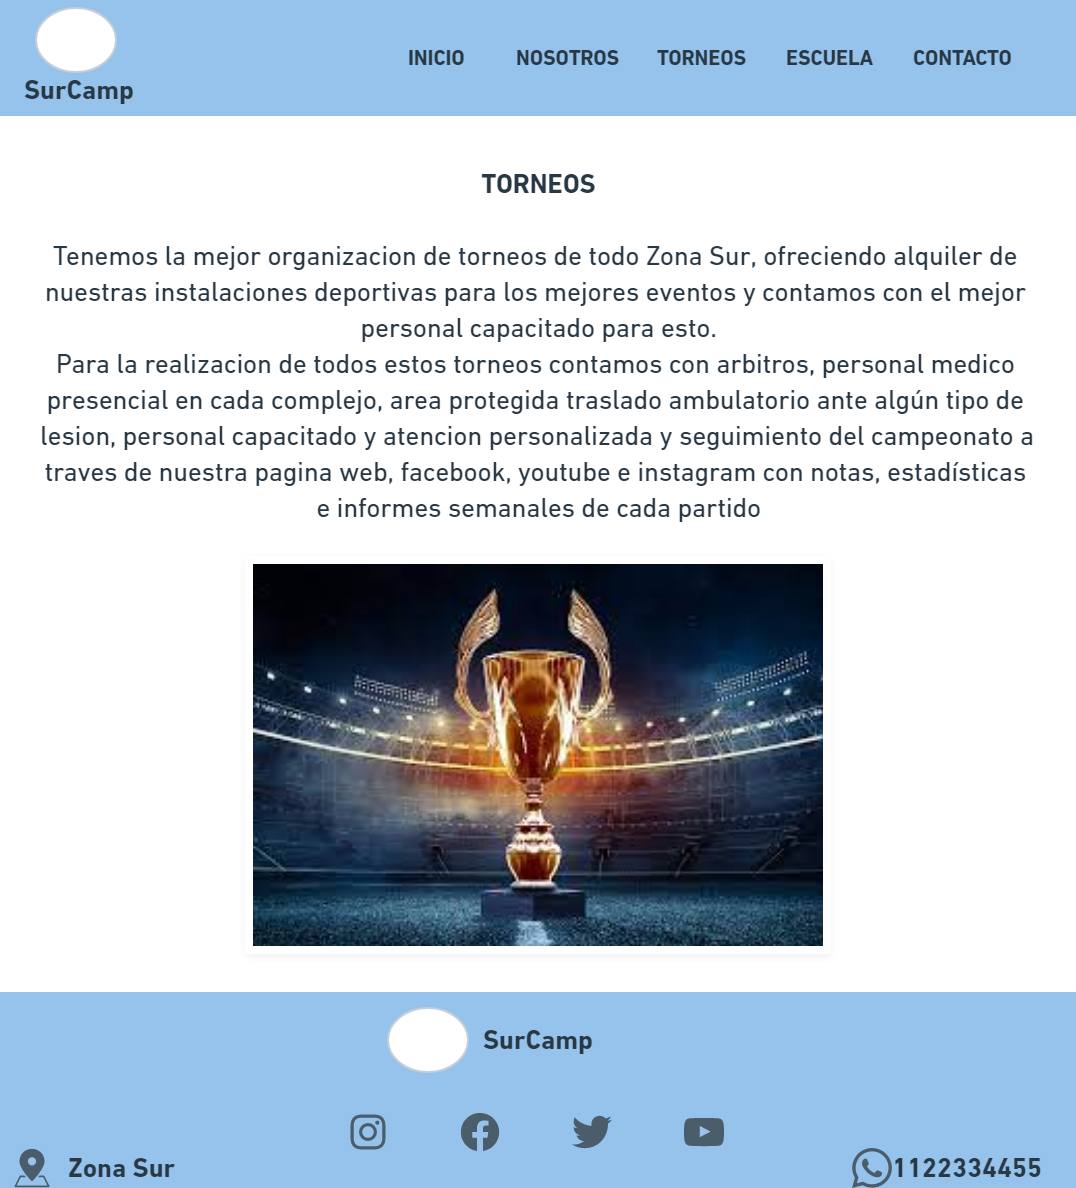 SurCamp
INICIO NOSOTROS TORNEOS ESCUELA CONTACTO
TORNEOS
Tenemos la mejor organizacion de torneos de todo Zona Sur, ofreciendo alquiler de
nuestras instalaciones deportivas para los mejores eventos y contamos con el mejor
personal capacitado para esto.
Para la realizacion de todos estos torneos contamos con arbitros, personal medico
presencial en cada complejo, area protegida traslado ambulatorio ante algún tipo de
lesion, personal capacitado y atencion personalizada y seguimiento del campeonato a
traves de nuestra pagina web, facebook, youtube e instagram con notas, estadísticas
e informes semanales de cada partido
SurCamp
Zona Sur
1122334455